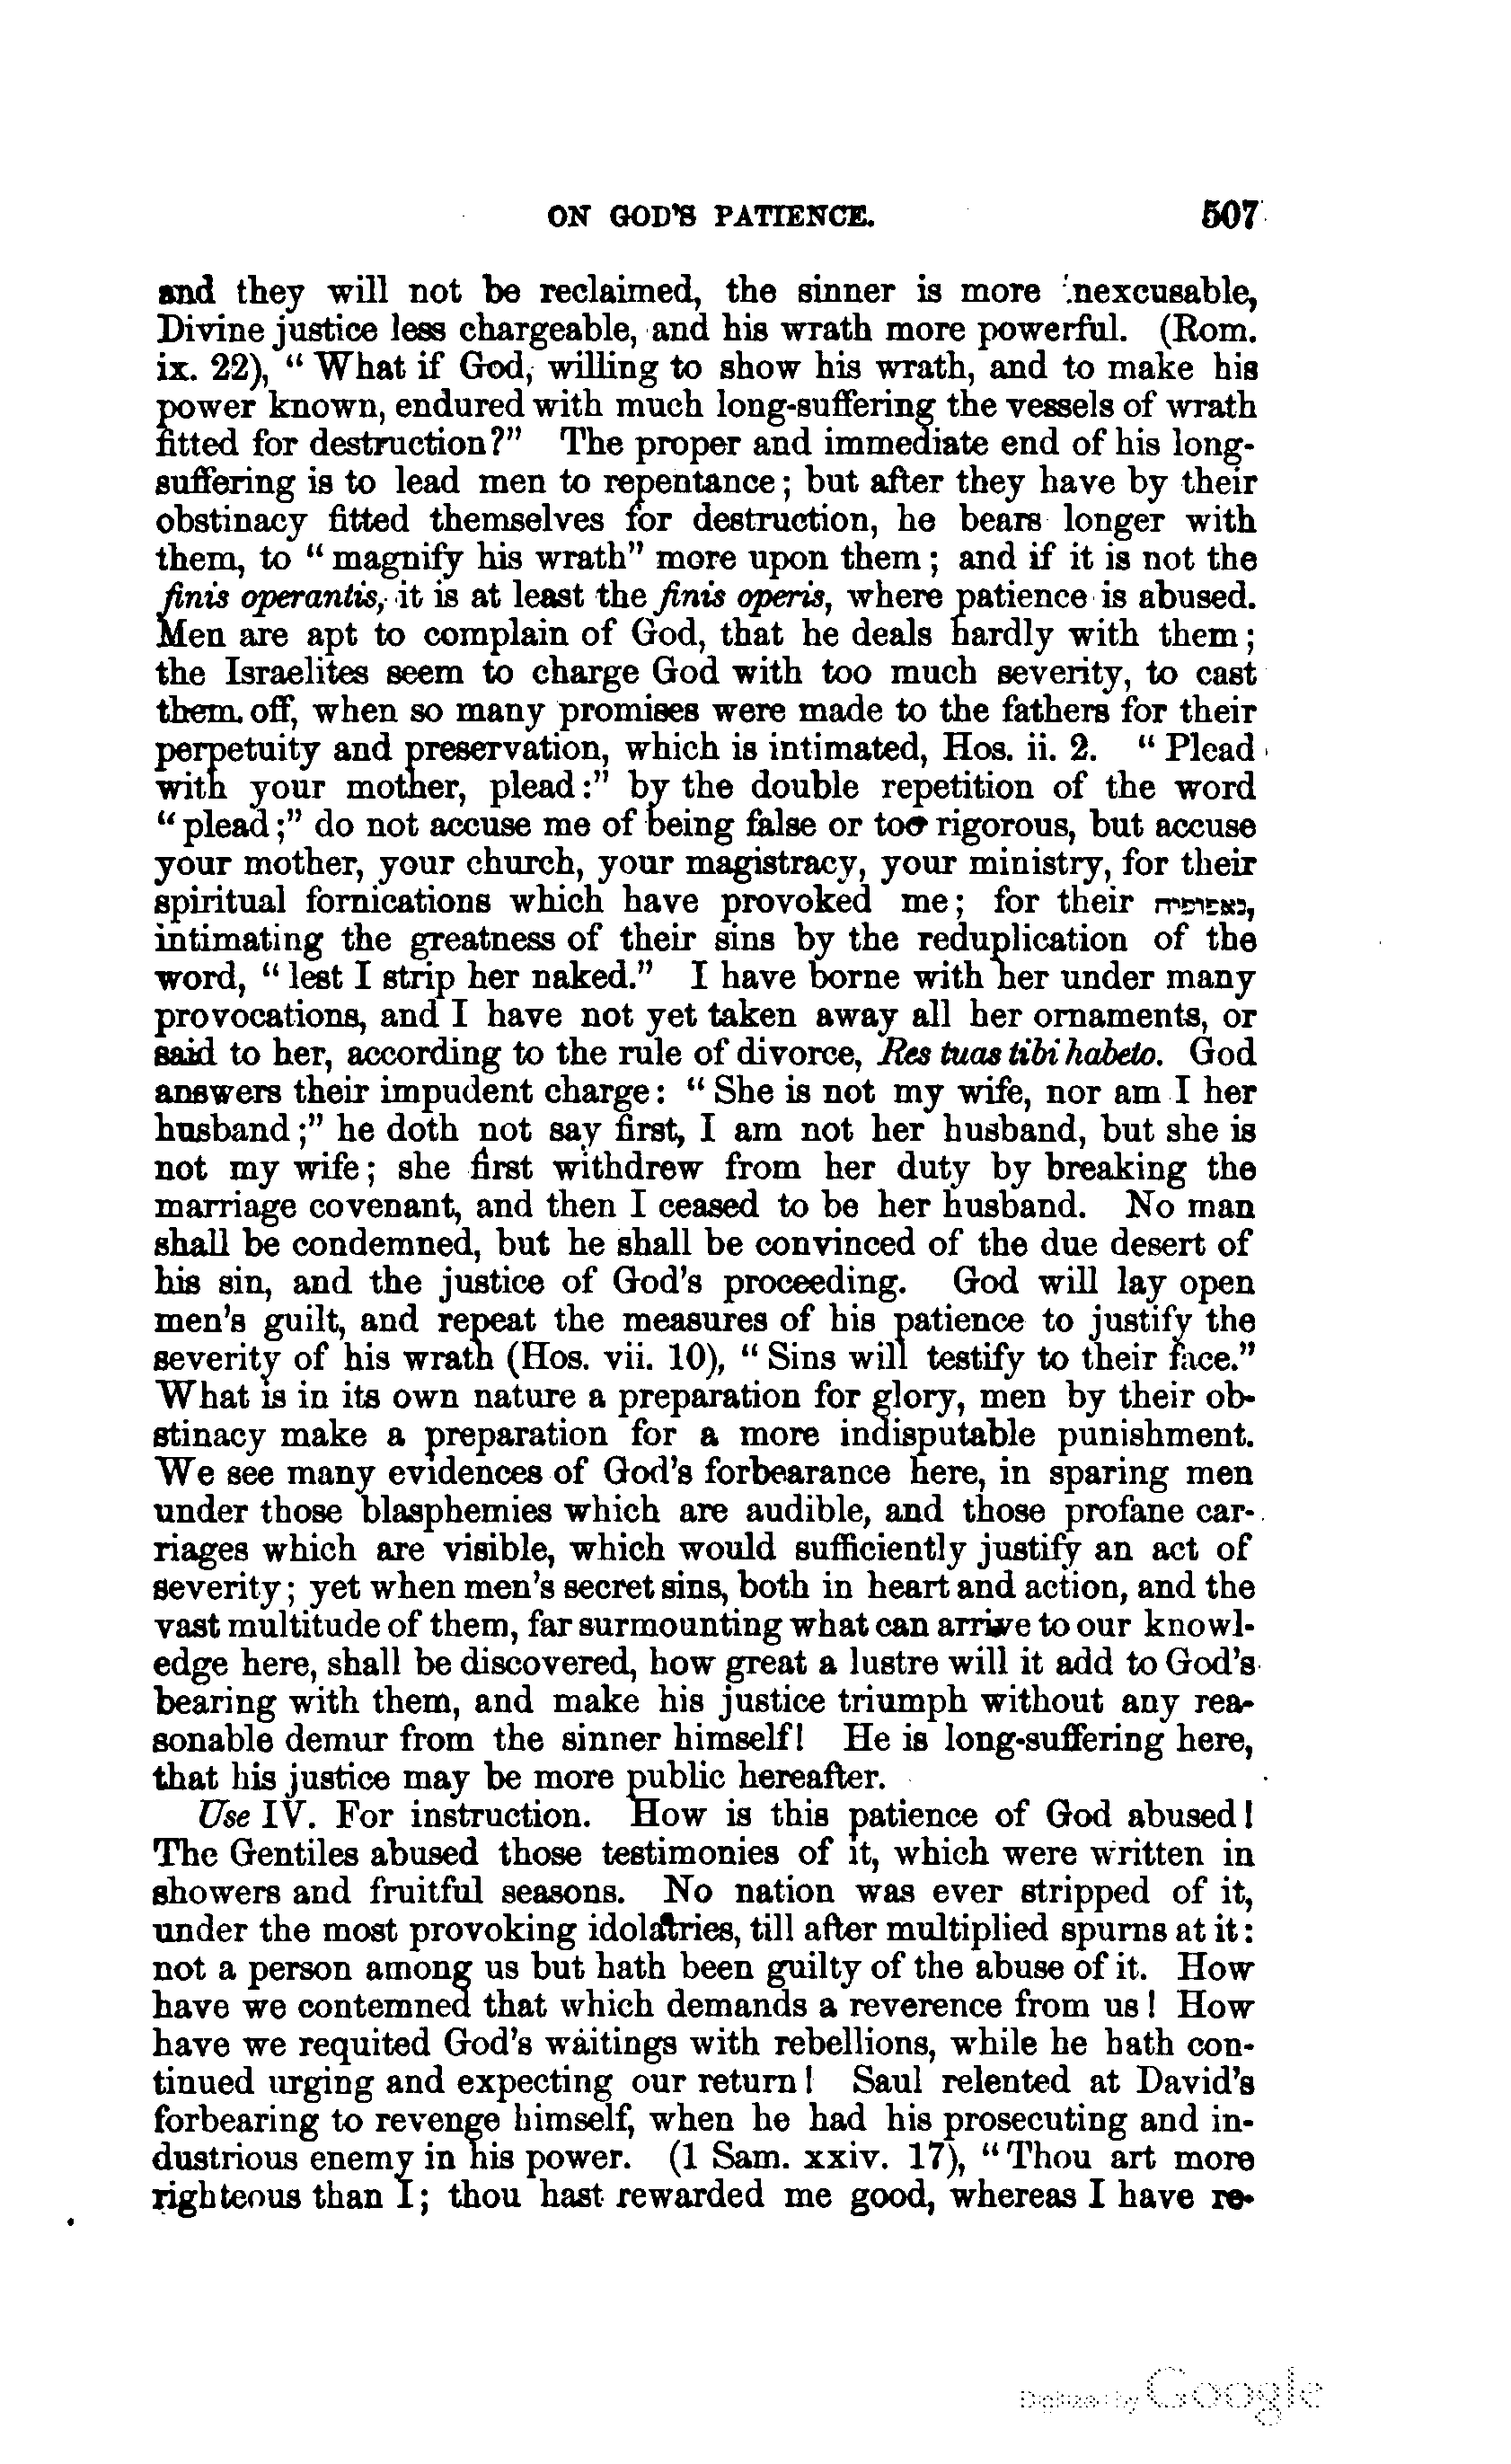 ON GOD'S PATIENCE. 507
and they will not be reclaimed, the sinner is more inexcusable,
Divine justice less chargeable, and his wrath more powerful. (Rom.
ix. 22), “ What if God, willing to show his wrath, and to make his
power known, endured with much long-suffering the vessels of wrath
fitted for destruction?” The proper and immediate end of his long-
suffering is to lead men to repentance; but after they have by their
obstinacy fitted themselves for destruction, he bears longer with
them, to “ magnify his wrath” more upon them; and if it is not the
finis operantis, it is at least the finis operis, where patience is abused.
Men are apt to complain of God, that he deals hardly with them;
the Israelites seem to charge God with too much severity, to cast
them off, when so many promises were made to the fathers for their
perpetuity and preservation, which is intimated, Hos. ii. 2. “ Plead
with your mother, plead:” by the double repetition of the word
“ plead;” do not accuse me of being false or too rigorous, but accuse
your mother, your church, your magistracy, your ministry, for their
spiritual fornications which have provoked me; for their
intimating the greatness of their sins by the reduplication of the
word, “ lest I strip her naked.” I have borne with her under many
provocations, and I have not yet taken away all her ornaments, or
said to her, according to the rule of divorce, Res tuas tibi habeto. God
answers their impudent charge: “ She is not my wife, nor am I her
husband;” he doth not say first, I am not her husband, but she is
not my wife; she first withdrew from her duty by breaking the
marriage covenant, and then I ceased to be her husband. No man
shall be condemned, but he shall be convinced of the due desert of
his sin, and the justice of God's proceeding. God will lay open
men's guilt, and repeat the measures of his patience to justify the
severity of his wrath (Hos. vii. 10), “ Sins will testify to their face.”
What is in its own nature a preparation for glory, men by their ob-
stinacy make a preparation for a more indisputable punishment.
We see many evidences of God's forbearance here, in sparing men
under those blasphemies which are audible, and those profane car-
riages which are visible, which would sufficiently justify an act of
severity; yet when men's secret sins, both in heart and action, and the
vast multitude of them, far surmounting what can arrive to our knowl-
edge here, shall be discovered, how great a lustre will it add to God's
bearing with them, and make his justice triumph without any rea-
sonable demur from the sinner himself! He is long-suffering here,
that his justice may be more public hereafter.
Use IV. For instruction. How is this patience of God abused!
The Gentiles abused those testimonies of it, which were written in
showers and fruitful seasons. No nation was ever stripped of it,
under the most provoking idolatries, till after multiplied spurns at it:
not a person among us but hath been guilty of the abuse of it. How
have we contemned that which demands a reverence from us! How
have we requited God's waitings with rebellions, while he hath con-
tinued urging and expecting our return! Saul relented at David's
forbearing to revenge himself, when he had his prosecuting and in-
dustrious enemy in his power. (1 Sam. xxiv. 17), “ Thou art more
righteous than I; thou hast rewarded me good, whereas I have re-
Digitized by Google